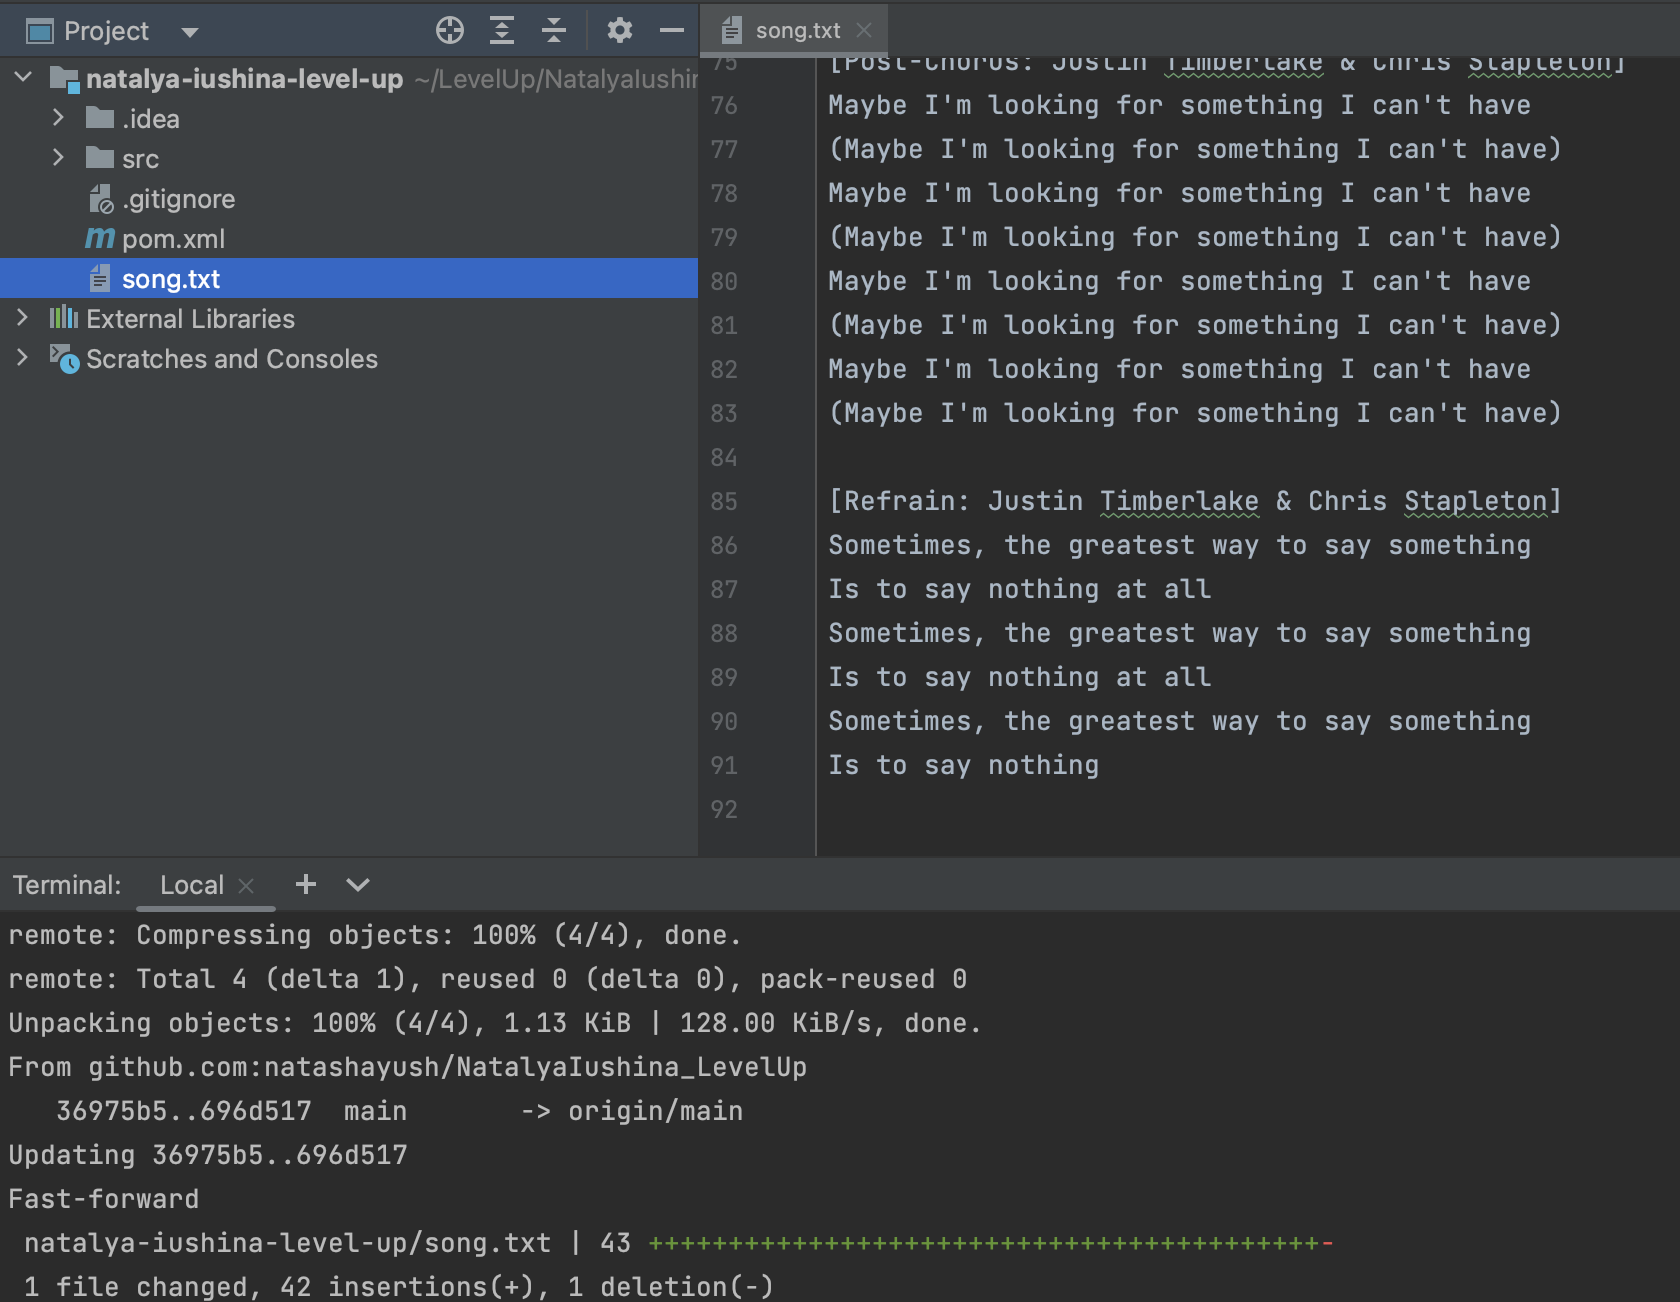 Project
song.txt
natalya-iushina-level-up ~/LevelUp/NatalyaIushin
.idea
src
.gitignore
pom.xml
song.txt
External Libraries
Scratches and Consoles
75 [Post-Chorus: Justin Timberlake & Chris Stapleton]
76 Maybe I'm looking for something I can't have
77 (Maybe I'm looking for something I can't have)
78 Maybe I'm looking for something I can't have
79 (Maybe I'm looking for something I can't have)
80 Maybe I'm looking for something I can't have
81 (Maybe I'm looking for something I can't have)
82 Maybe I'm looking for something I can't have
83 (Maybe I'm looking for something I can't have)
84
85 [Refrain: Justin Timberlake & Chris Stapleton]
86 Sometimes, the greatest way to say something
87 Is to say nothing at all
88 Sometimes, the greatest way to say something
89 Is to say nothing at all
90 Sometimes, the greatest way to say something
91 Is to say nothing
92
Terminal: Local
remote: Compressing objects: 100% (4/4), done.
remote: Total 4 (delta 1), reused 0 (delta 0), pack-reused 0
Unpacking objects: 100% (4/4), 1.13 KiB | 128.00 KiB/s, done.
From github.com:natashayush/NatalyaIushina_LevelUp
36975b5..696d517 main -> origin/main
Updating 36975b5..696d517
Fast-forward
natalya-iushina-level-up/song.txt | 43 ++++++++++++++++++++++++++++++++++++++++++-
1 file changed, 42 insertions(+), 1 deletion(-)